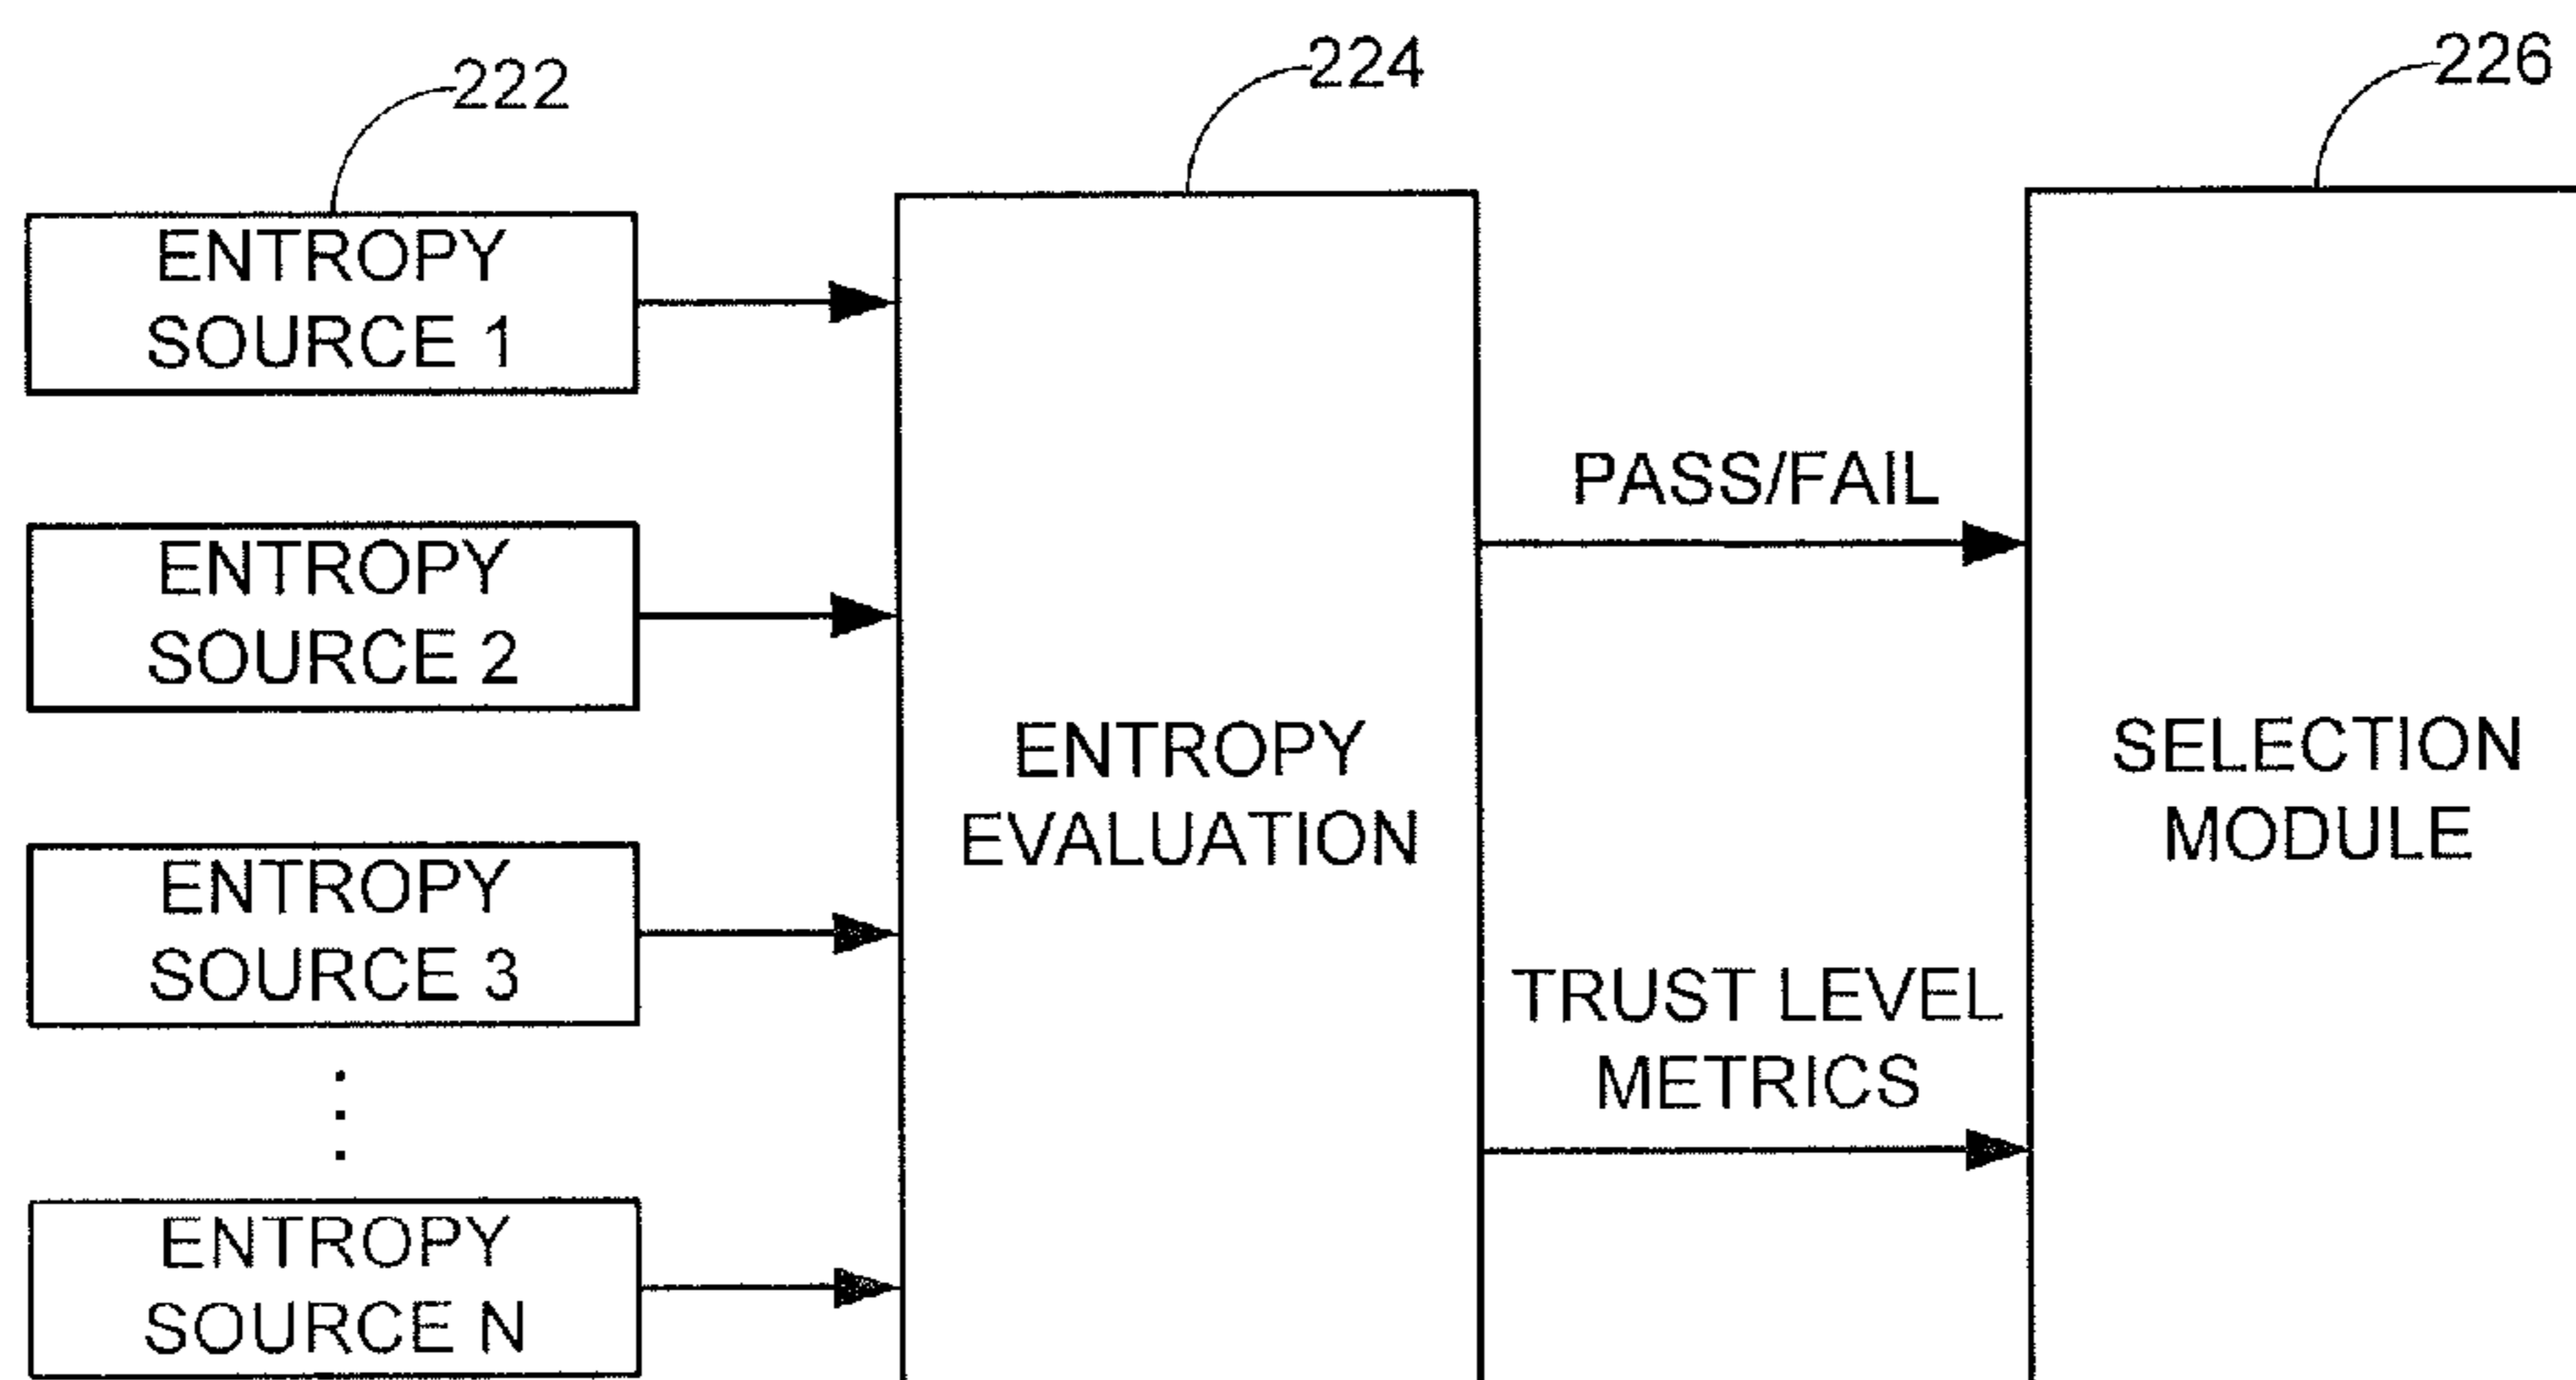 222
224
226
ENTROPY
SOURCE 1
ENTROPY
SOURCE 2
ENTROPY
SOURCE 3
ENTROPY
SOURCE N
ENTROPY
EVALUATION
PASS/FAIL
TRUST LEVEL
METRICS
SELECTION
MODULE